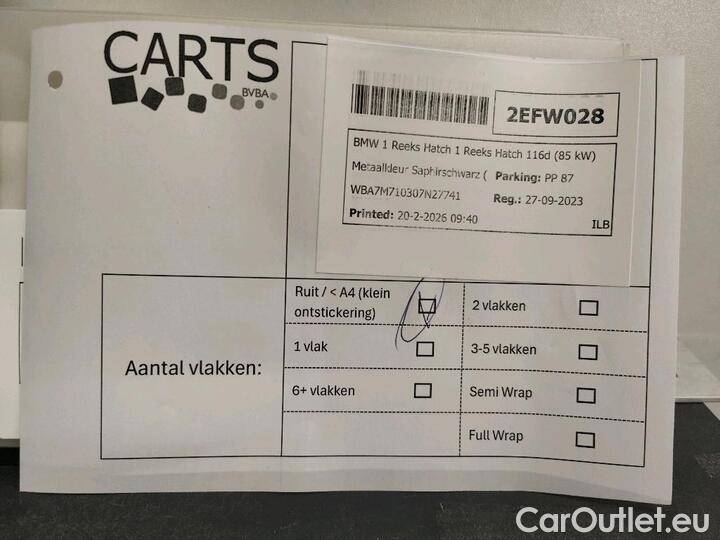 CARTS
BVBA
2EFW028
BMW 1 Reeks Hatch 1 Reeks Hatch 116d (85 kW)
Metaalkleur Saphirschwarz ( Parking: PP 87
WBA7M710307N27741 Reg.: 27-09-2023
Printed: 20-2-2026 09:40 ILB
Aantal vlakken:
Ruit / < A4 (klein
ontstickering)
2 vlakken
1 vlak
3-5 vlakken
6+ vlakken
Semi Wrap
Full Wrap
CarOutlet.eu